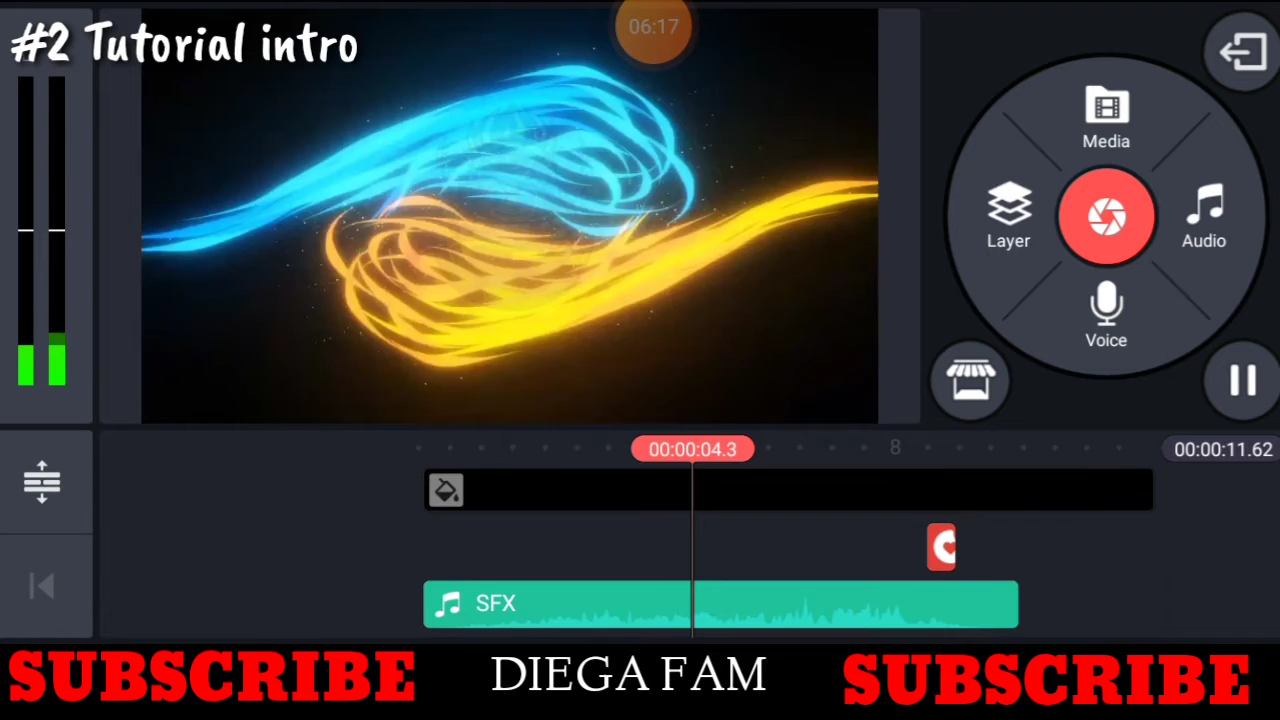 #2 Tutorial intro
06:17
Media
Layer
Audio
Voice
00:00:04.3
8
00:00:11.62
SFX
SUBSCRIBE DIEGA FAM SUBSCRIBE